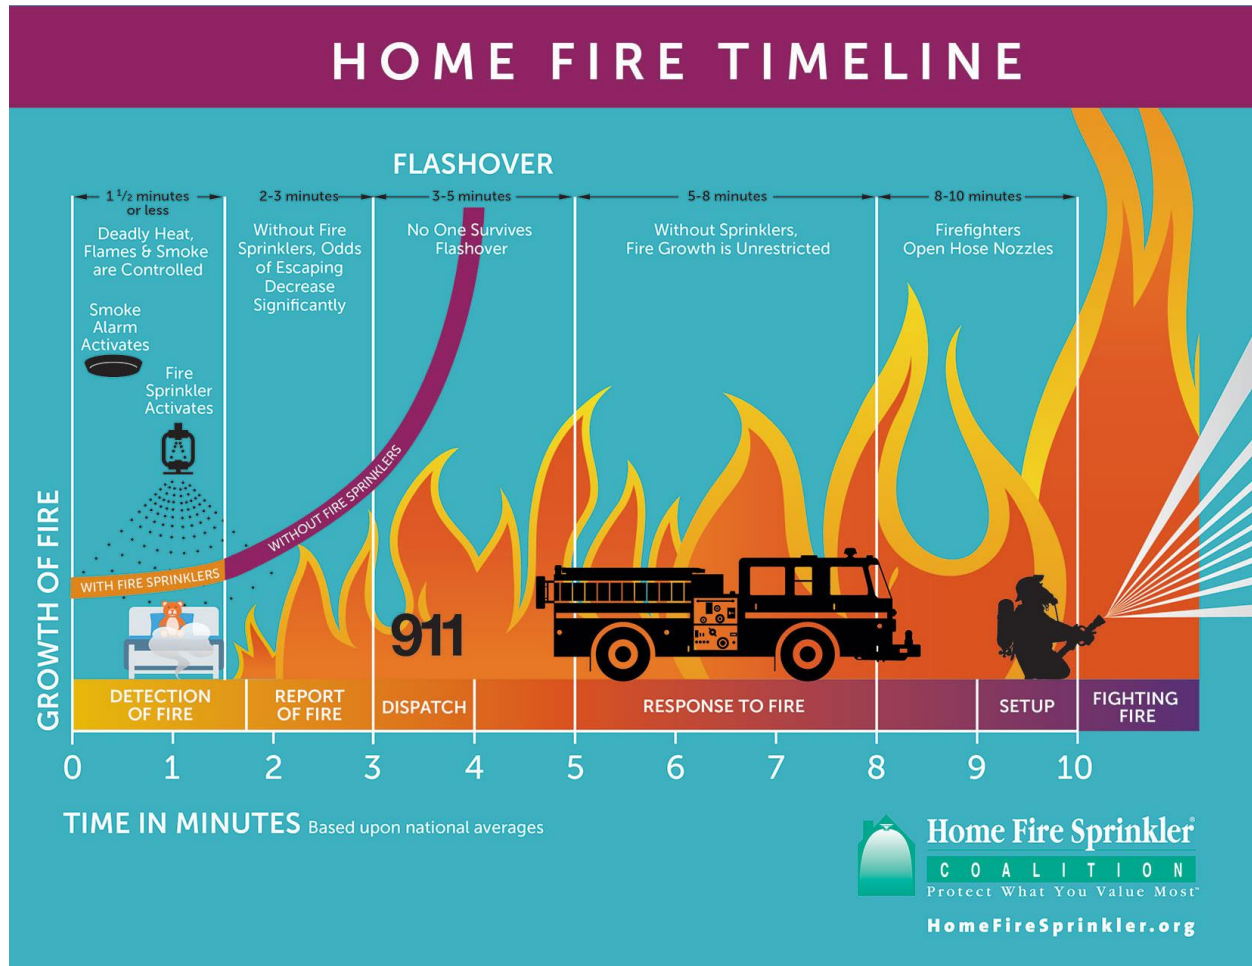 HOME FIRE TIMELINE
FLASHOVER
1 1/2 minutes
or less
Deadly Heat,
Flames & Smoke
are Controlled
Smoke
Alarm
Activates
Fire
Sprinkler
Activates
2-3 minutes
Without Fire
Sprinklers, Odds
of Escaping
Decrease
Significantly
3-5 minutes
No One Survives
Flashover
5-8 minutes
Without Sprinklers,
Fire Growth is Unrestricted
8-10 minutes
Firefighters
Open Hose Nozzles
GROWTH OF FIRE
WITH FIRE SPRINKLERS
WITHOUT FIRE SPRINKLERS
911
DETECTION
OF FIRE
REPORT
OF FIRE
DISPATCH
RESPONSE TO FIRE
SETUP
FIGHTING
FIRE
0 1 2 3 4 5 6 7 8 9 10
TIME IN MINUTES Based upon national averages
Home Fire Sprinkler®
COALITION
Protect What You Value Most™
HomeFireSprinkler.org